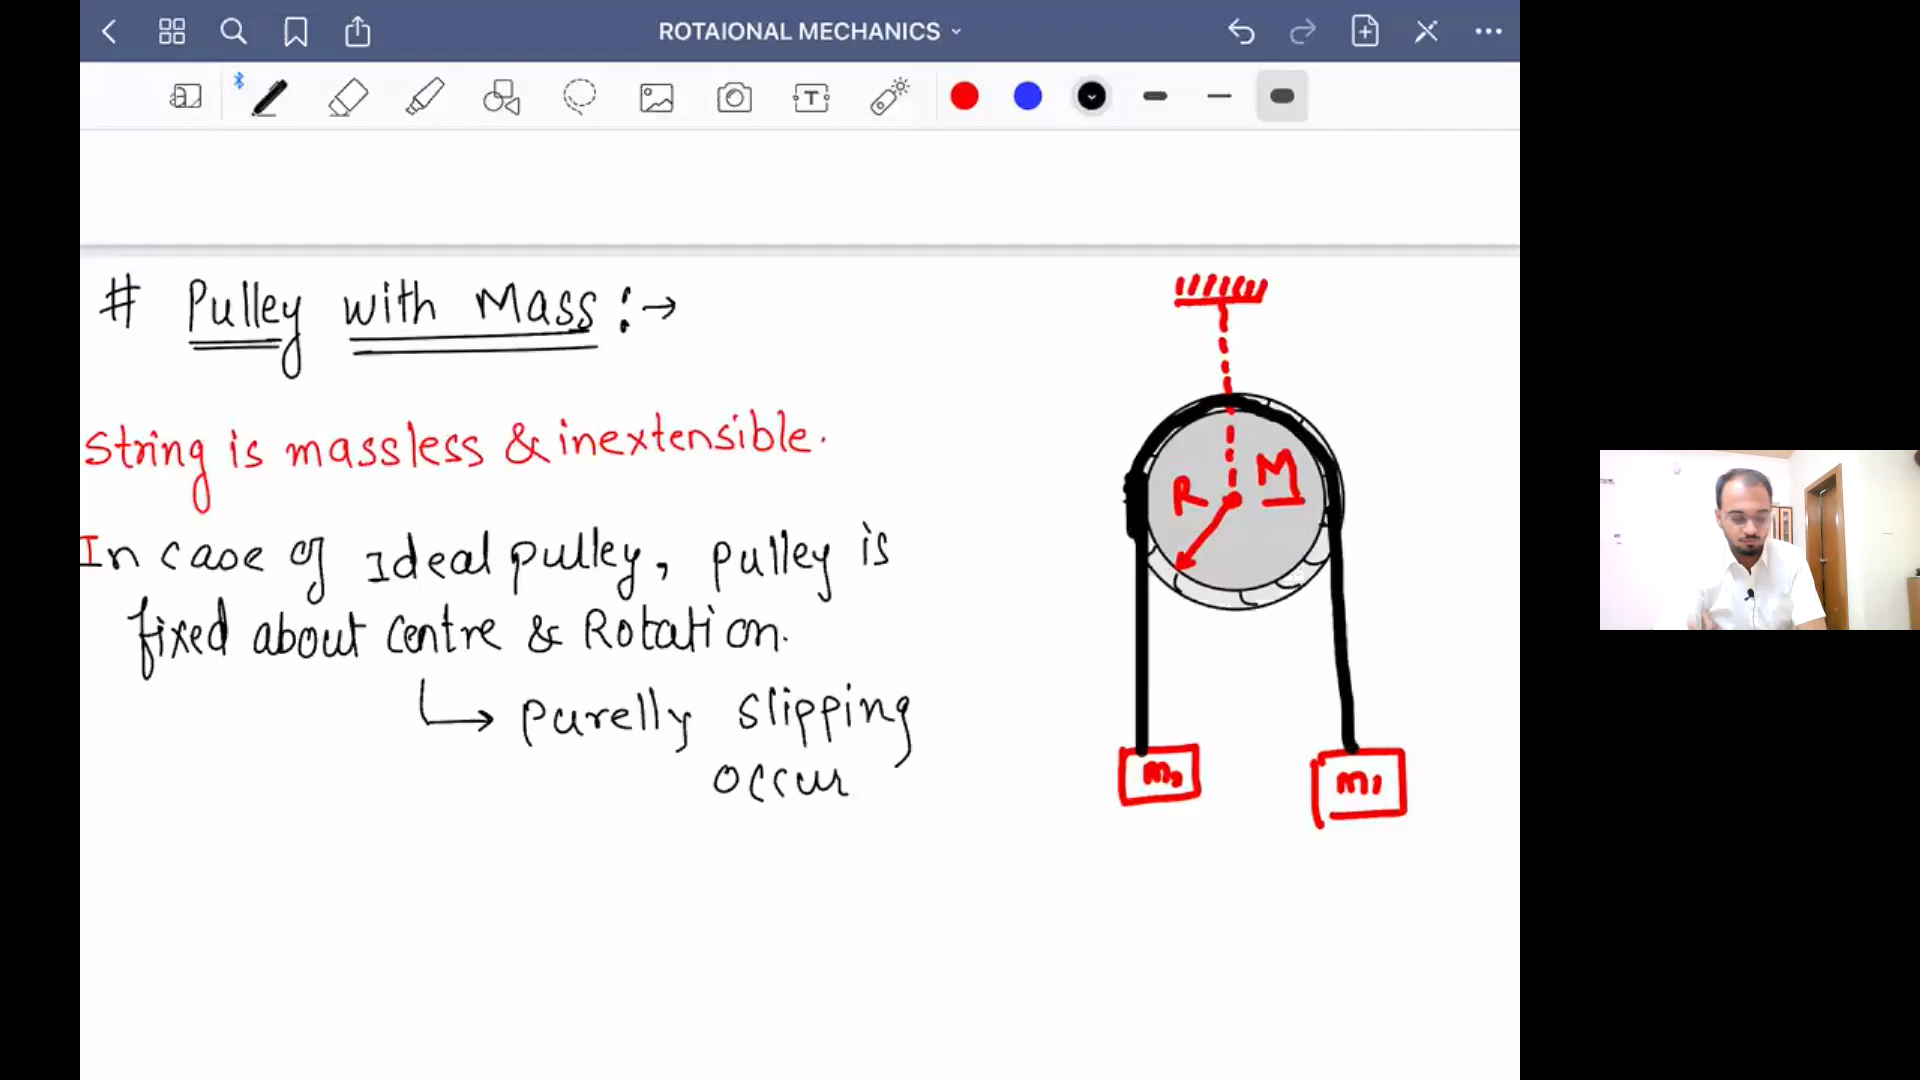 ROTAIONAL MECHANICS
T
# Pulley with Mass :→
String is massless & inextensible.
In case of Ideal pulley, pulley is
fixed about centre & Rotation.
↳ purelly slipping
occur
R M
m2
m1